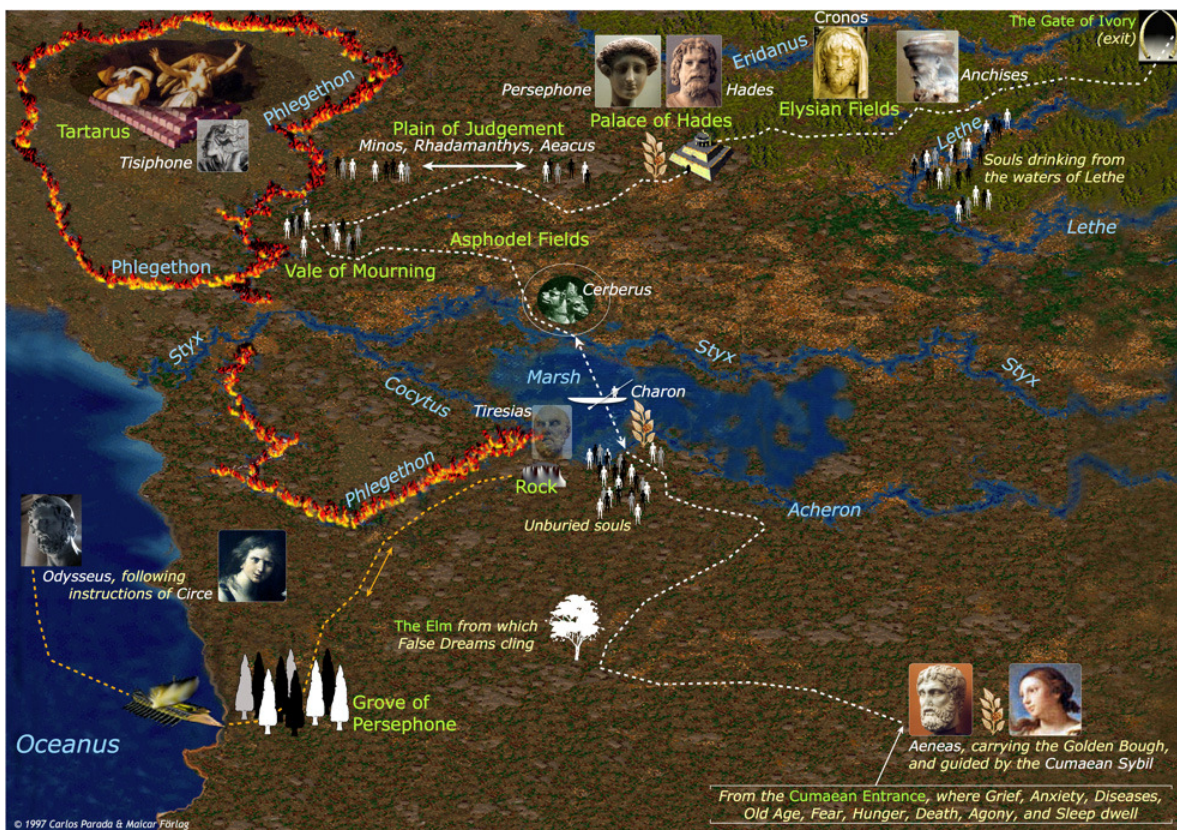 Cronos
The Gate of Ivory
(exit)
Eridanus
Persephone
Hades
Anchises
Phlegethon
Tartarus
Tisiphone
Plain of Judgement
Minos, Rhadamanthys, Aeacus
Palace of Hades
Elysian Fields
Lethe
Souls drinking from
the waters of Lethe
Lethe
Asphodel Fields
Phlegethon
Vale of Mourning
Cerberus
Styx
Styx
Styx
Marsh
Cocytus
Charon
Tiresias
Phlegethon
Rock
Acheron
Unburied souls
Odysseus, following
instructions of Circe
The Elm from which
False Dreams cling
Grove of
Persephone
Oceanus
Aeneas, carrying the Golden Bough,
and guided by the Cumaean Sybil
From the Cumaean Entrance, where Grief, Anxiety, Diseases,
Old Age, Fear, Hunger, Death, Agony, and Sleep dwell
© 1997 Carlos Parada & Maicar Förlag